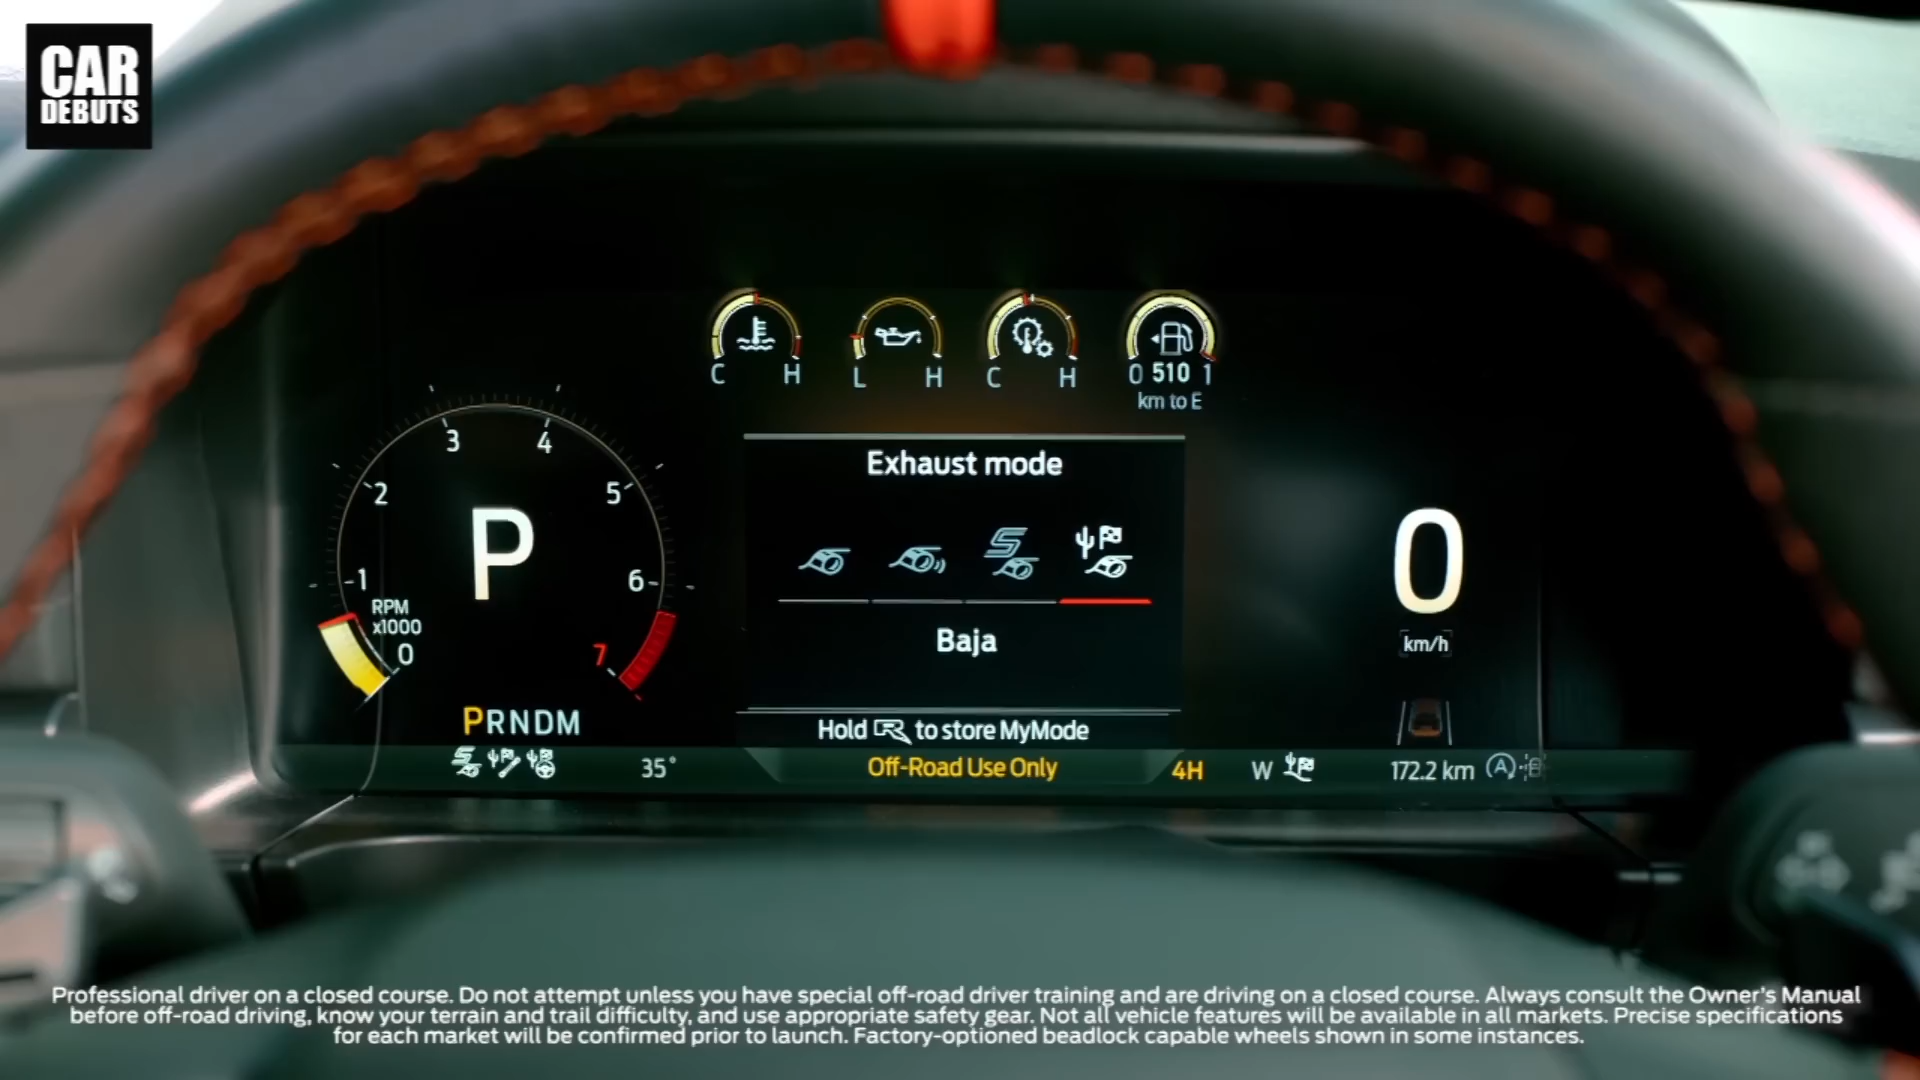 CAR
DEBUTS
C H
L H
C H
0 510 1
km to E
3 4
2 5
1 6
RPM
x1000
0 7
P
Exhaust mode
S
Baja
0
km/h
PRNDM
Hold R to store MyMode
S
35°
Off-Road Use Only
4H
W
172.2 km
A
Professional driver on a closed course. Do not attempt unless you have special off-road driver training and are driving on a closed course. Always consult the Owner's Manual
before off-road driving, know your terrain and trail difficulty, and use appropriate safety gear. Not all vehicle features will be available in all markets. Precise specifications
for each market will be confirmed prior to launch. Factory-optioned beadlock capable wheels shown in some instances.